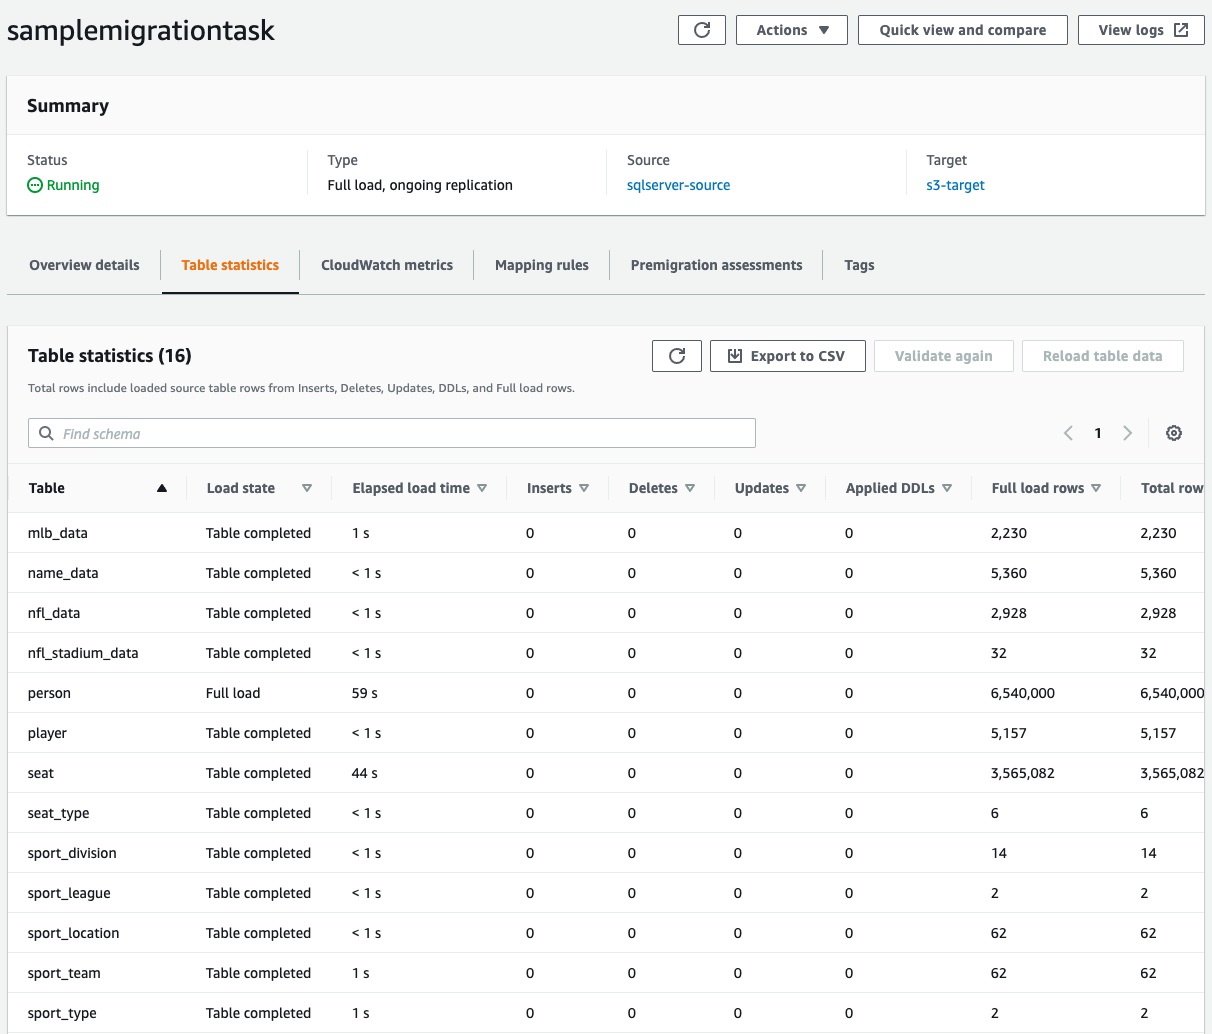 samplemigrationtask Actions Quick view and compare View logs
Summary
Status Type Source Target
Running Full load, ongoing replication sqlserver-source s3-target
Overview details Table statistics CloudWatch metrics Mapping rules Premigration assessments Tags
Table statistics (16) Export to CSV Validate again Reload table data
Total rows include loaded source table rows from Inserts, Deletes, Updates, DDLs, and Full load rows.
Find schema 1
Table Load state Elapsed load time Inserts Deletes Updates Applied DDLs Full load rows Total row
mlb_data Table completed 1 s 0 0 0 0 2,230 2,230
name_data Table completed < 1 s 0 0 0 0 5,360 5,360
nfl_data Table completed < 1 s 0 0 0 0 2,928 2,928
nfl_stadium_data Table completed < 1 s 0 0 0 0 32 32
person Full load 59 s 0 0 0 0 6,540,000 6,540,000
player Table completed < 1 s 0 0 0 0 5,157 5,157
seat Table completed 44 s 0 0 0 0 3,565,082 3,565,082
seat_type Table completed < 1 s 0 0 0 0 6 6
sport_division Table completed < 1 s 0 0 0 0 14 14
sport_league Table completed < 1 s 0 0 0 0 2 2
sport_location Table completed < 1 s 0 0 0 0 62 62
sport_team Table completed 1 s 0 0 0 0 62 62
sport_type Table completed 1 s 0 0 0 0 2 2